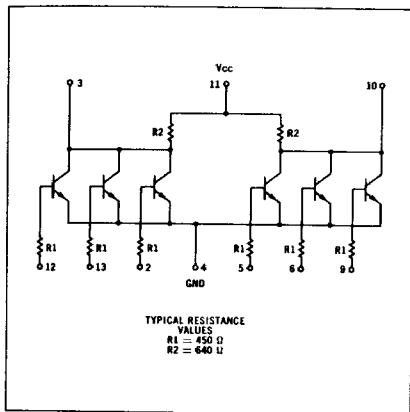 Vcc
3
11
10
R2
R2
R1
R1
R1
R1
R1
R1
12
13
2
4
5
6
9
GND
TYPICAL RESISTANCE
VALUES
R1 = 450 Ω
R2 = 640 Ω